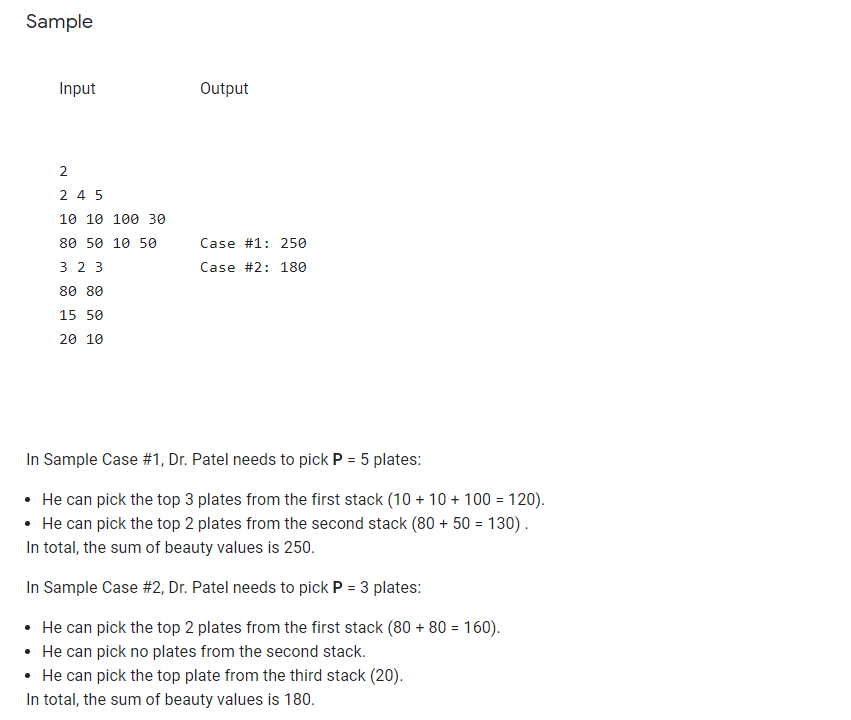 Sample
Input Output
2
2 4 5
10 10 100 30
80 50 10 50 Case #1: 250
3 2 3 Case #2: 180
80 80
15 50
20 10
In Sample Case #1, Dr. Patel needs to pick P = 5 plates:
• He can pick the top 3 plates from the first stack (10 + 10 + 100 = 120).
• He can pick the top 2 plates from the second stack (80 + 50 = 130) .
In total, the sum of beauty values is 250.
In Sample Case #2, Dr. Patel needs to pick P = 3 plates:
• He can pick the top 2 plates from the first stack (80 + 80 = 160).
• He can pick no plates from the second stack.
• He can pick the top plate from the third stack (20).
In total, the sum of beauty values is 180.